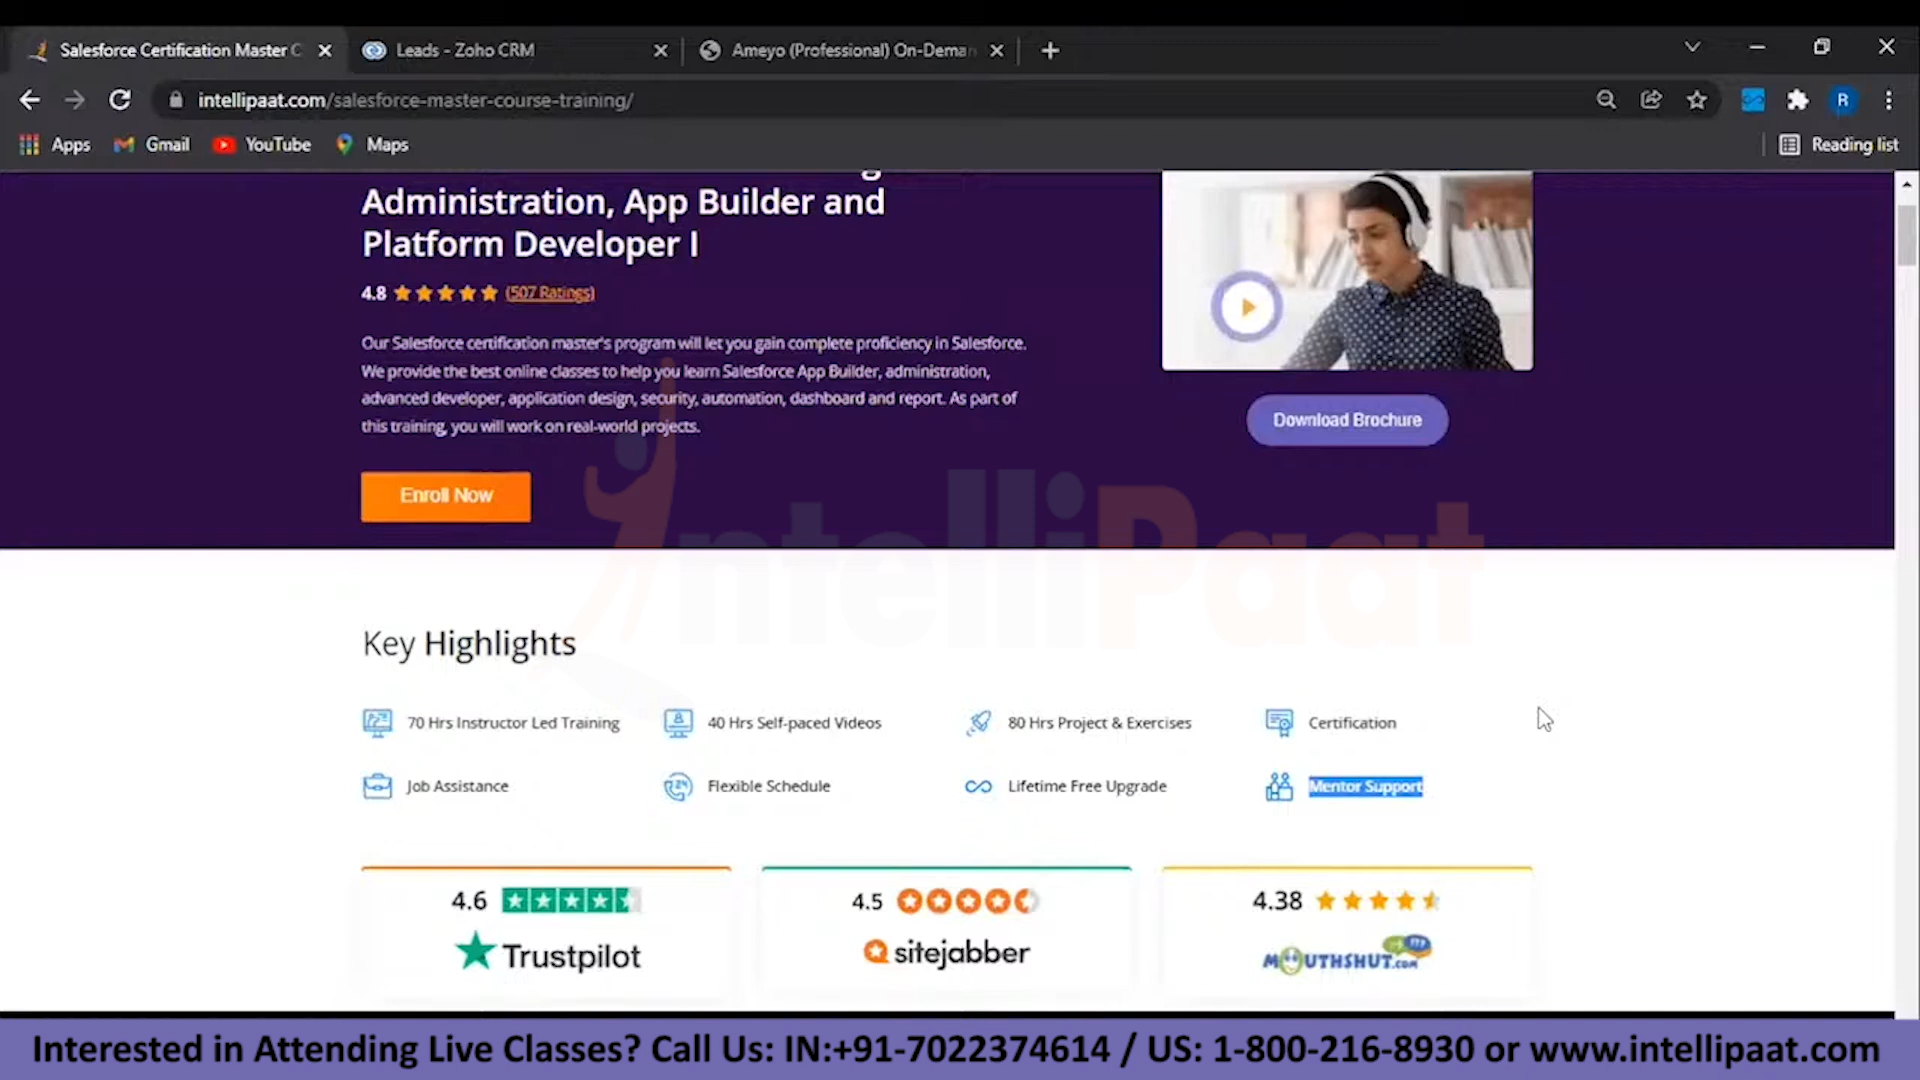 Salesforce Certification Master C
Leads - Zoho CRM
Ameyo (Professional) On-Deman
intellipaat.com/salesforce-master-course-training/
R
Apps
Gmail
YouTube
Maps
Reading list
Administration, App Builder and
Platform Developer I
4.8 (507 Ratings)
Our Salesforce certification master's program will let you gain complete proficiency in Salesforce.
We provide the best online classes to help you learn Salesforce App Builder, administration,
advanced developer, application design, security, automation, dashboard and report. As part of
this training, you will work on real-world projects.
Enroll Now
Download Brochure
IntelliPaat
Key Highlights
70 Hrs Instructor Led Training
40 Hrs Self-paced Videos
80 Hrs Project & Exercises
Certification
Job Assistance
Flexible Schedule
Lifetime Free Upgrade
Mentor Support
4.6
Trustpilot
4.5
sitejabber
4.38
MOUTHSHUT.COM
Interested in Attending Live Classes? Call Us: IN:+91-7022374614 / US: 1-800-216-8930 or www.intellipaat.com